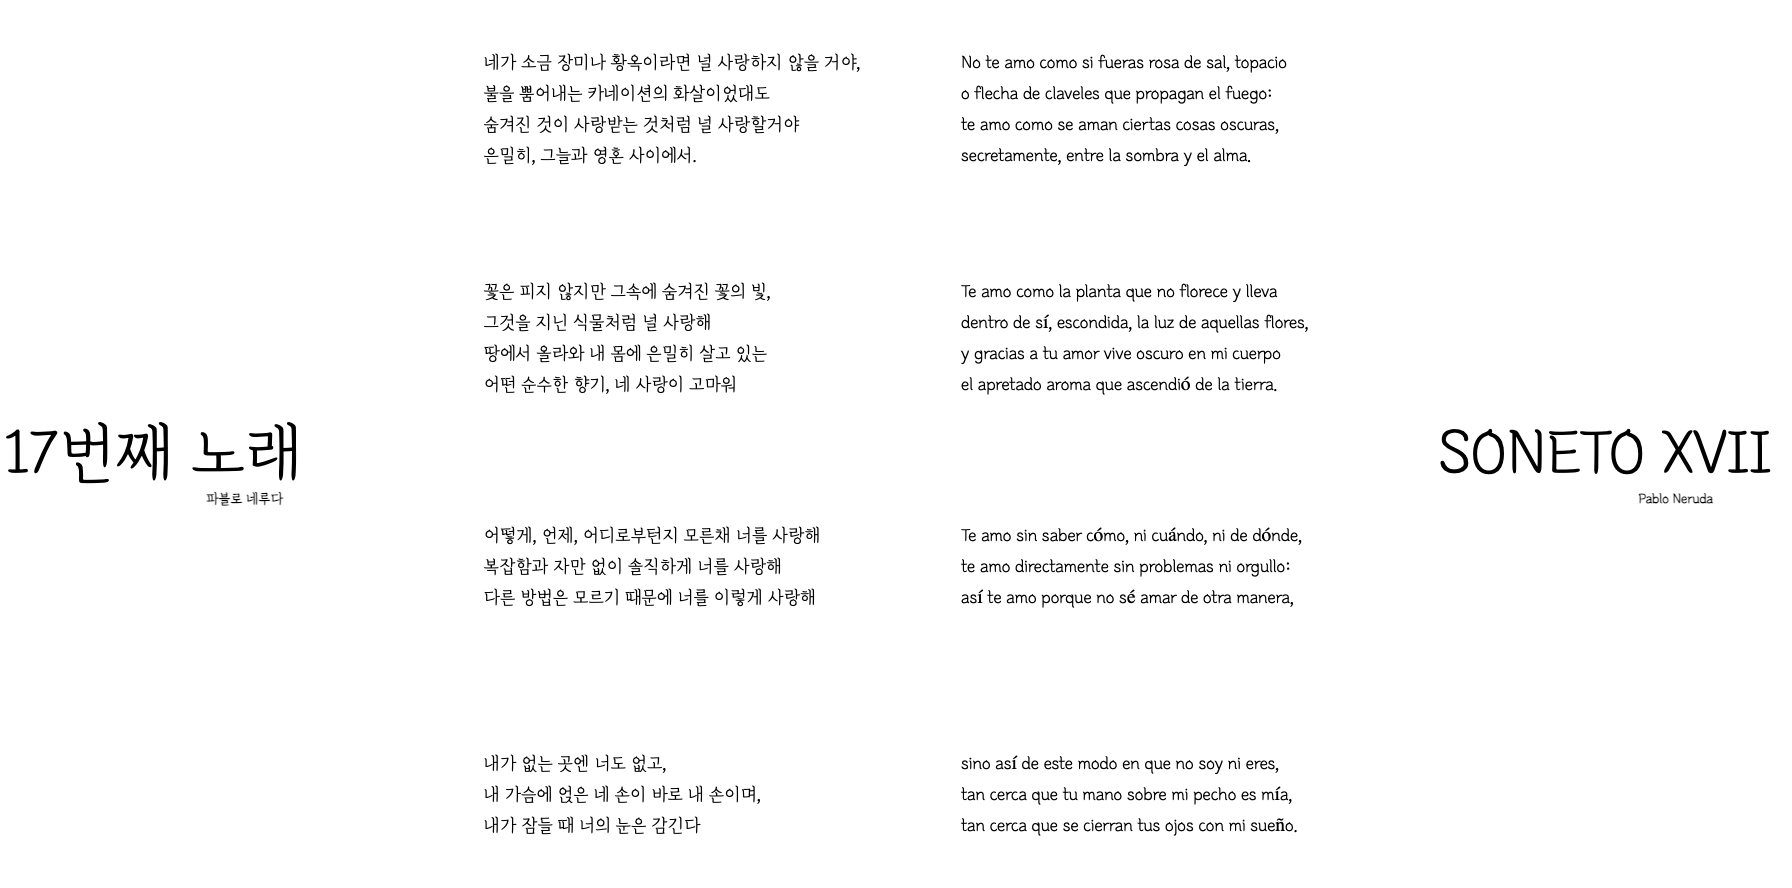 17번째 노래
파블로 네루다
네가 소금 장미나 황옥이라면 널 사랑하지 않을 거야,
불을 뿜어내는 카네이션의 화살이었대도
숨겨진 것이 사랑받는 것처럼 널 사랑할거야
은밀히, 그늘과 영혼 사이에서.
꽃은 피지 않지만 그속에 숨겨진 꽃의 빛,
그것을 지닌 식물처럼 널 사랑해
땅에서 올라와 내 몸에 은밀히 살고 있는
어떤 순수한 향기, 네 사랑이 고마워
어떻게, 언제, 어디로부턴지 모른채 너를 사랑해
복잡함과 자만 없이 솔직하게 너를 사랑해
다른 방법은 모르기 때문에 너를 이렇게 사랑해
내가 없는 곳엔 너도 없고,
내 가슴에 얹은 네 손이 바로 내 손이며,
내가 잠들 때 너의 눈은 감긴다
No te amo como si fueras rosa de sal, topacio
o flecha de claveles que propagan el fuego:
te amo como se aman ciertas cosas oscuras,
secretamente, entre la sombra y el alma.
Te amo como la planta que no florece y lleva
dentro de sí, escondida, la luz de aquellas flores,
y gracias a tu amor vive oscuro en mi cuerpo
el apretado aroma que ascendió de la tierra.
Te amo sin saber cómo, ni cuándo, ni de dónde,
te amo directamente sin problemas ni orgullo:
así te amo porque no sé amar de otra manera,
sino así de este modo en que no soy ni eres,
tan cerca que tu mano sobre mi pecho es mía,
tan cerca que se cierran tus ojos con mi sueño.
SONETO XVII
Pablo Neruda